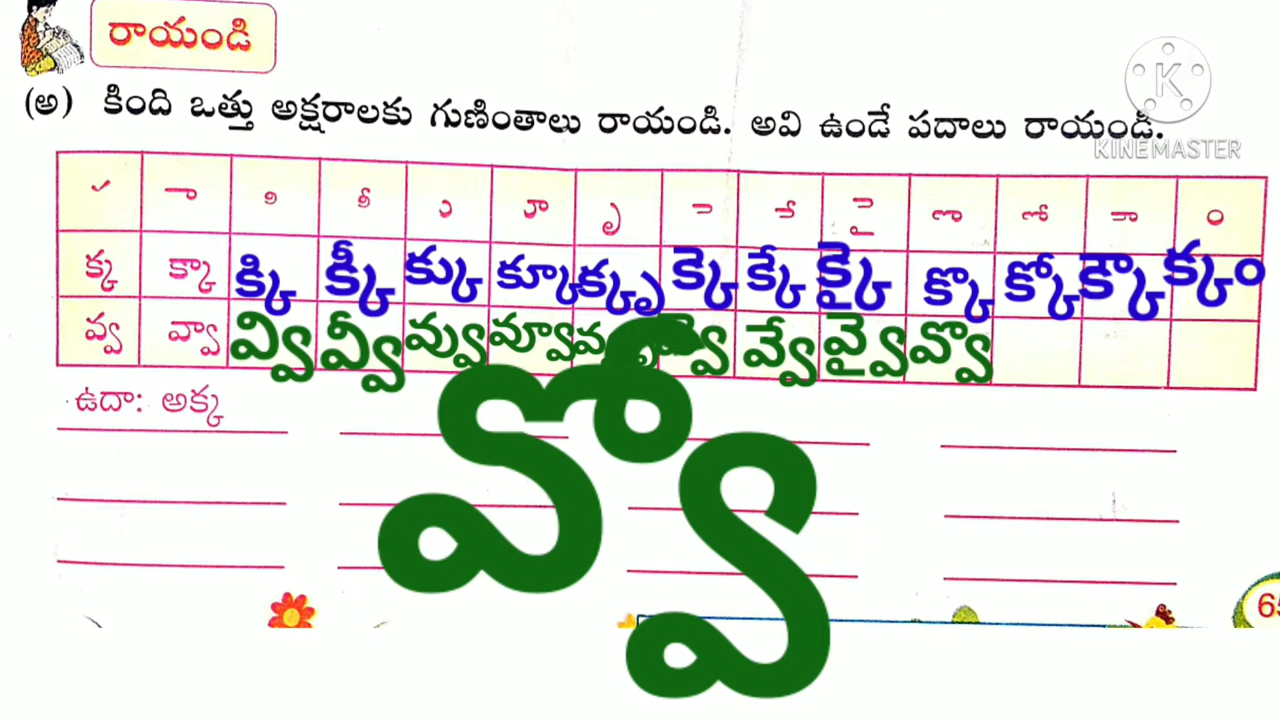 రాయండి
(అ) కింది ఒత్తు అక్షరాలకు గుణింతాలు రాయండి. అవి ఉండే పదాలు రాయండి.
KINEMASTER
✓ ా ి ీ ు ూ ృ ె ే ై ొ ో ౌ ం
క్క క్కా క్కి క్కీ క్కు క్కూ క్కృ క్కె క్కే క్కై క్కొ క్కో క్కౌ క్కం
వ్వ వ్వా వ్వి వ్వీ వ్వు వ్వూ వ్వె వ్వే వ్వై వ్వొ
వ్వో
ఉదా: అక్క